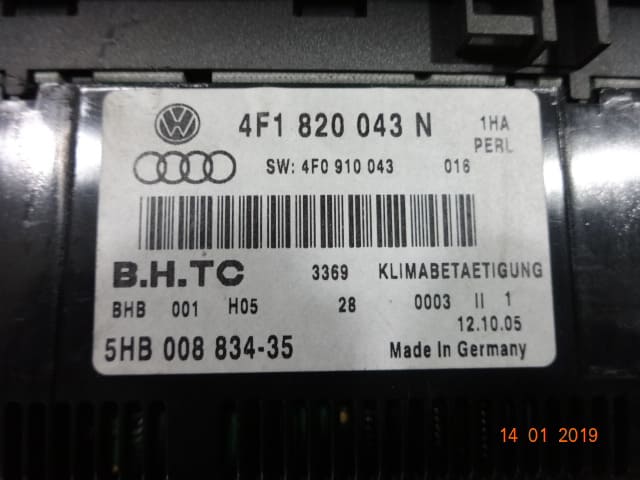 4F1 820 043 N 1HA
PERL
SW: 4F0 910 043 016
B.H.TC 3369 KLIMABETAETIGUNG
BHB 001 H05 28 0003 II 1
12.10.05
5HB 008 834-35 Made In Germany
14 01 2019